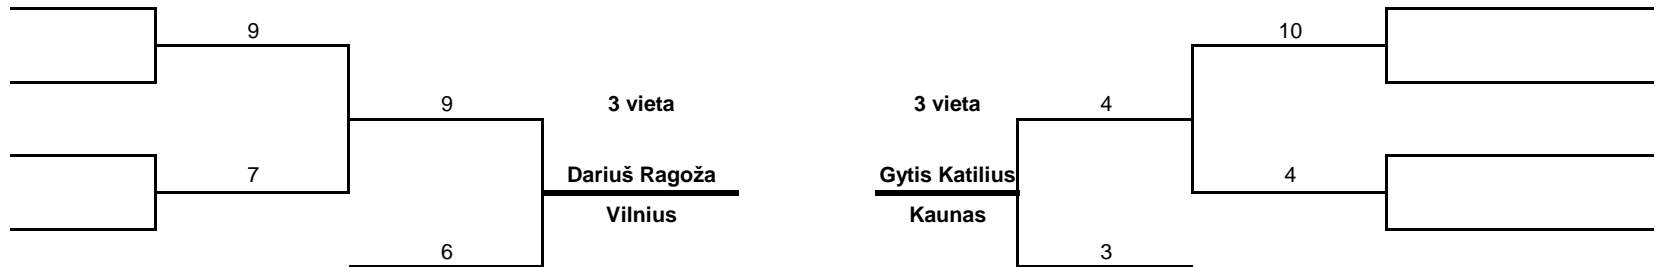 9
10
9
3 vieta
3 vieta
4
7
Dariuš Ragoža
Gytis Katilius
4
Vilnius
Kaunas
6
3